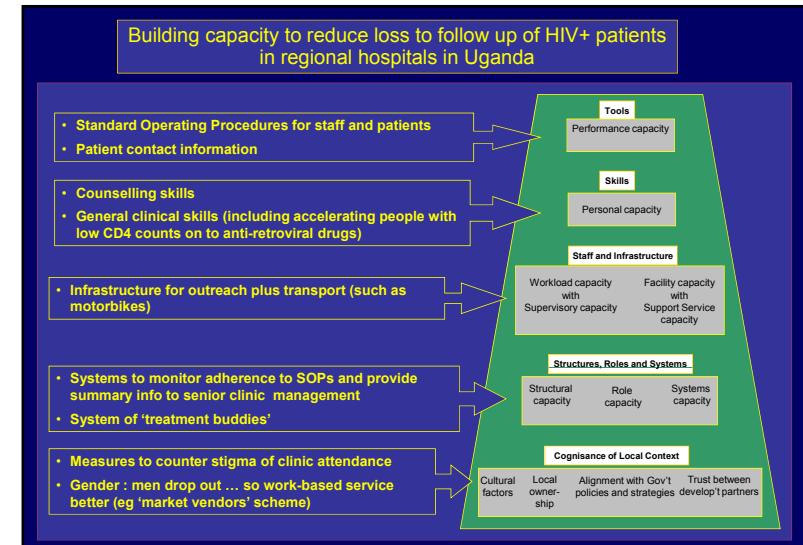 Building capacity to reduce loss to follow up of HIV+ patients
in regional hospitals in Uganda
• Standard Operating Procedures for staff and patients
• Patient contact information
Tools
Performance capacity
• Counselling skills
• General clinical skills (including accelerating people with
low CD4 counts on to anti-retroviral drugs)
Skills
Personal capacity
• Infrastructure for outreach plus transport (such as
motorbikes)
Staff and Infrastructure
Workload capacity
with
Supervisory capacity
Facility capacity
with
Support Service
capacity
• Systems to monitor adherence to SOPs and provide
summary info to senior clinic management
• System of ‘treatment buddies’
Structures, Roles and Systems
Structural
capacity
Role
capacity
Systems
capacity
• Measures to counter stigma of clinic attendance
• Gender : men drop out … so work-based service
better (eg ‘market vendors’ scheme)
Cognisance of Local Context
Cultural
factors
Local
owner-
ship
Alignment with Gov’t
policies and strategies
Trust between
develop’t partners